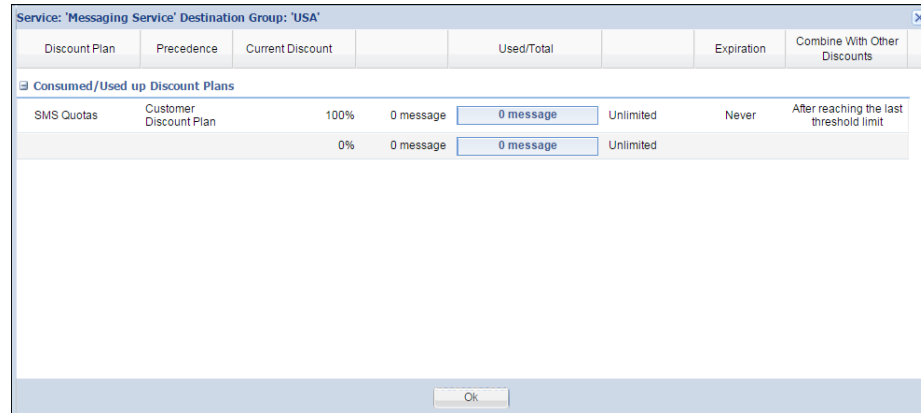 Service: 'Messaging Service' Destination Group: 'USA'
Discount Plan Precedence Current Discount Used/Total Expiration Combine With Other Discounts
Consumed/Used up Discount Plans
SMS Quotas Customer Discount Plan 100% 0 message 0 message Unlimited Never After reaching the last threshold limit
0% 0 message 0 message Unlimited
Ok